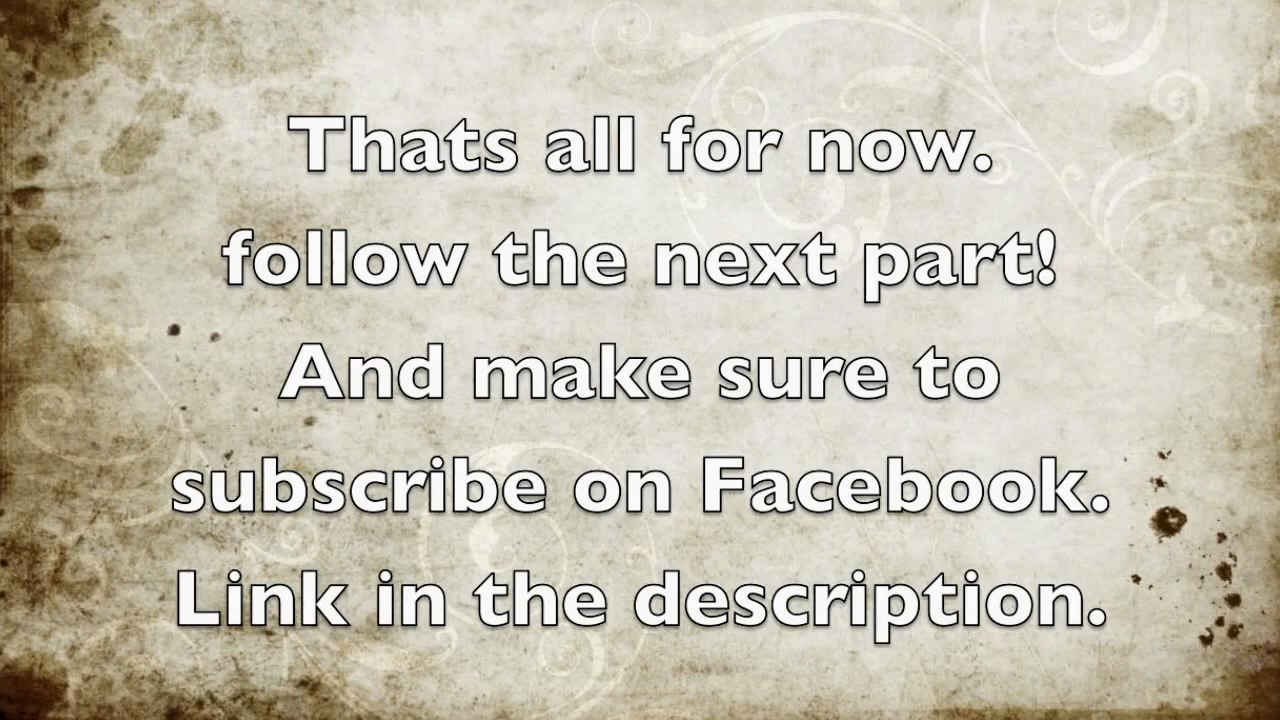 Thats all for now.
follow the next part!
And make sure to
subscribe on Facebook.
Link in the description.